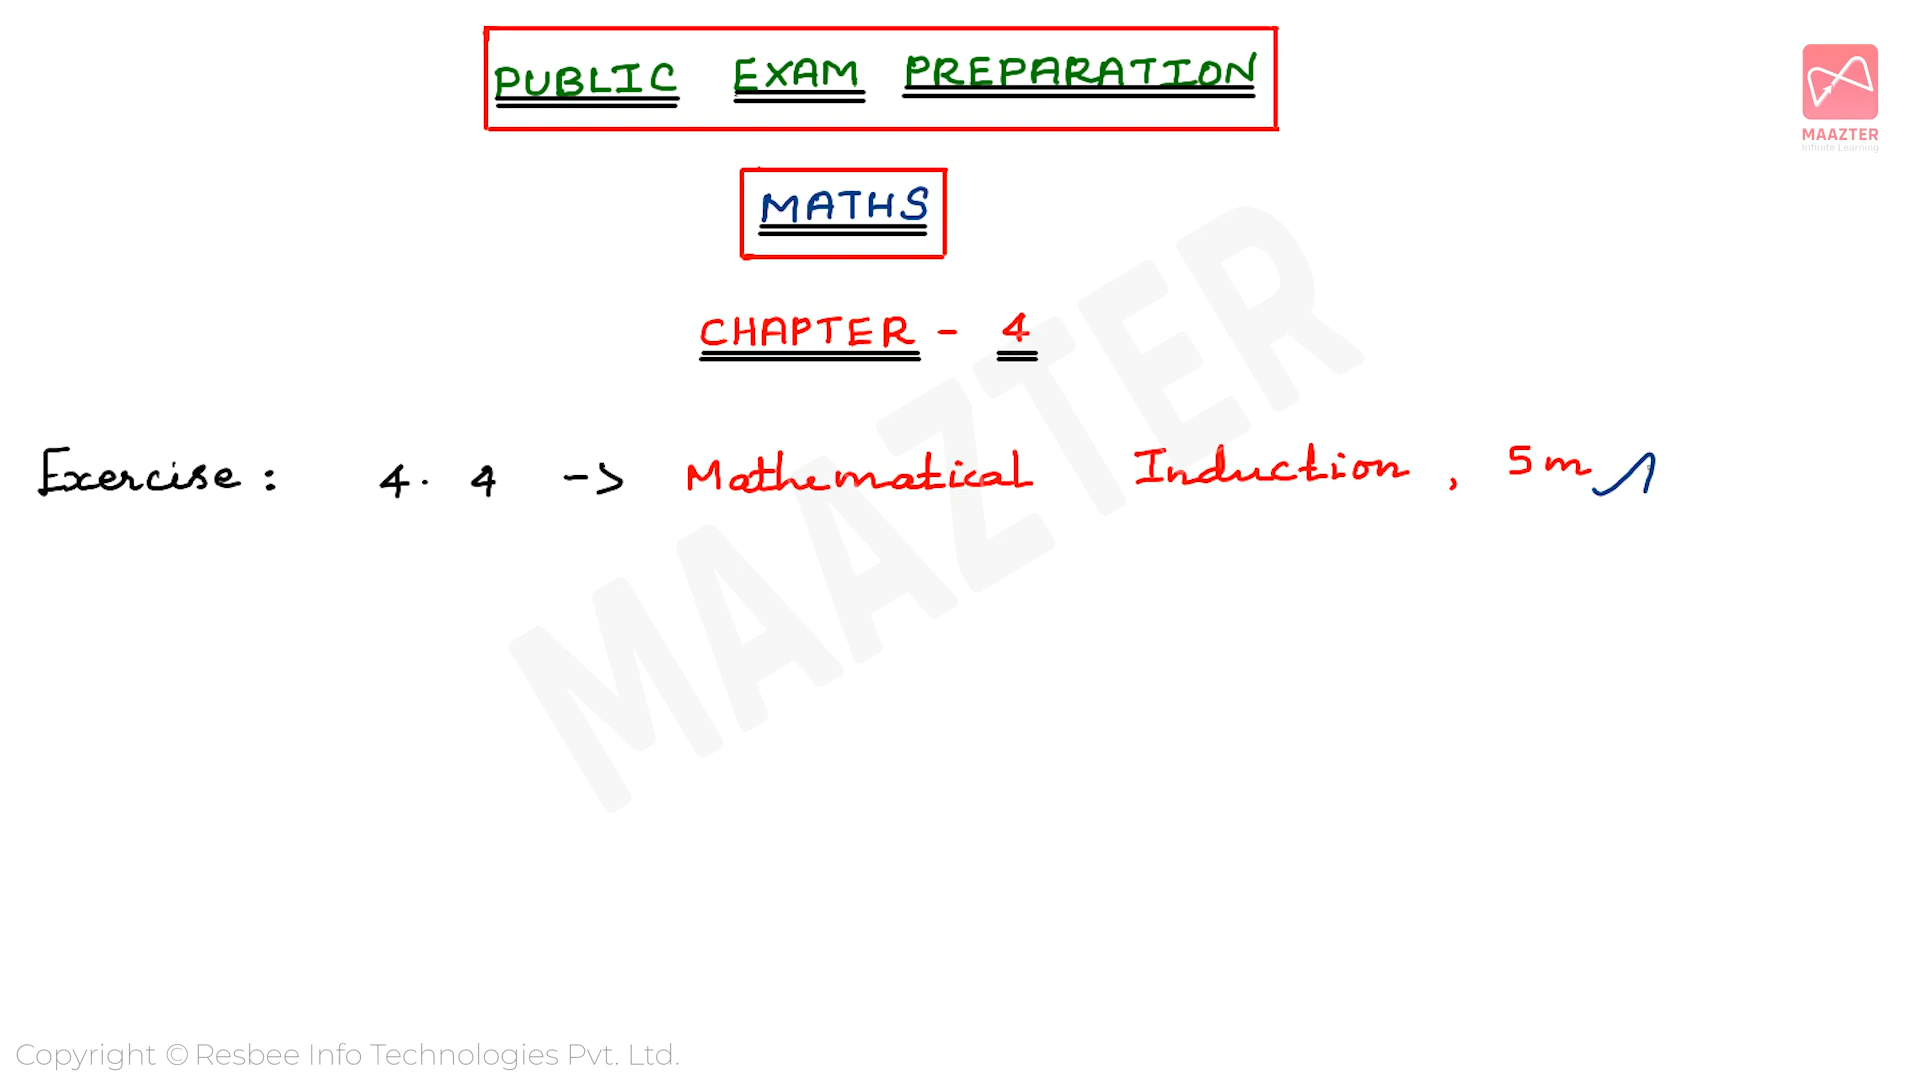 PUBLIC EXAM PREPARATION
MAAZTER
Infinite Learning
MATHS
CHAPTER - 4
Exercise: 4.4 -> Mathematical Induction, 5m
MAAZTER
Copyright © Resbee Info Technologies Pvt. Ltd.